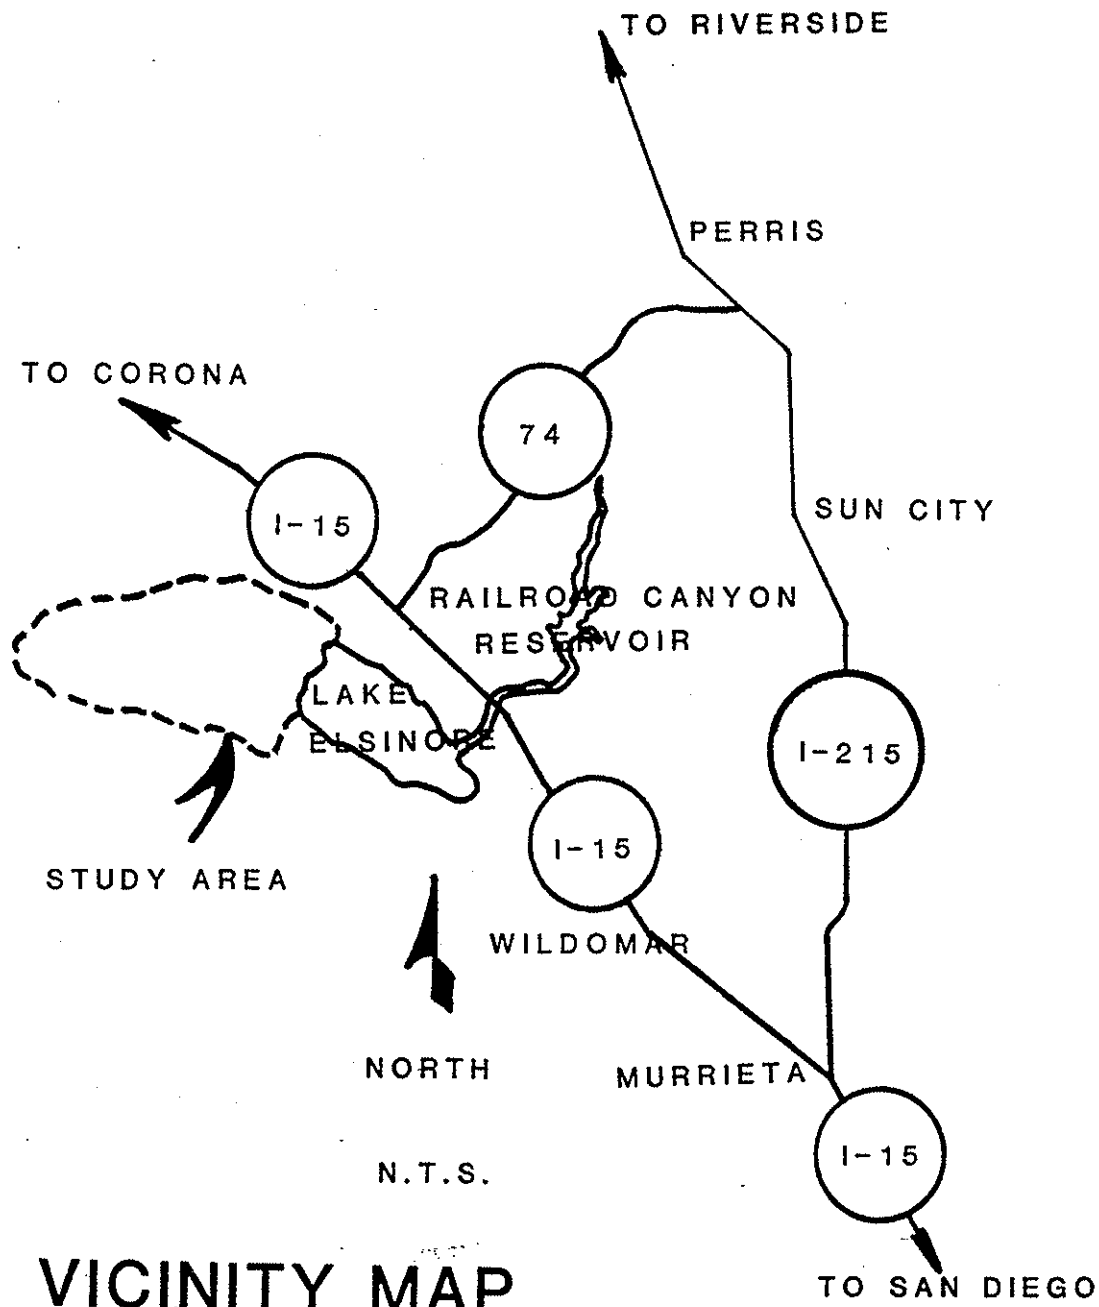 TO RIVERSIDE
PERRIS
TO CORONA
74
I-15
SUN CITY
RAILROAD CANYON
RESERVOIR
LAKE
ELSINORE
I-215
I-15
STUDY AREA
WILDOMAR
NORTH
MURRIETA
I-15
N.T.S.
VICINITY MAP
TO SAN DIEGO